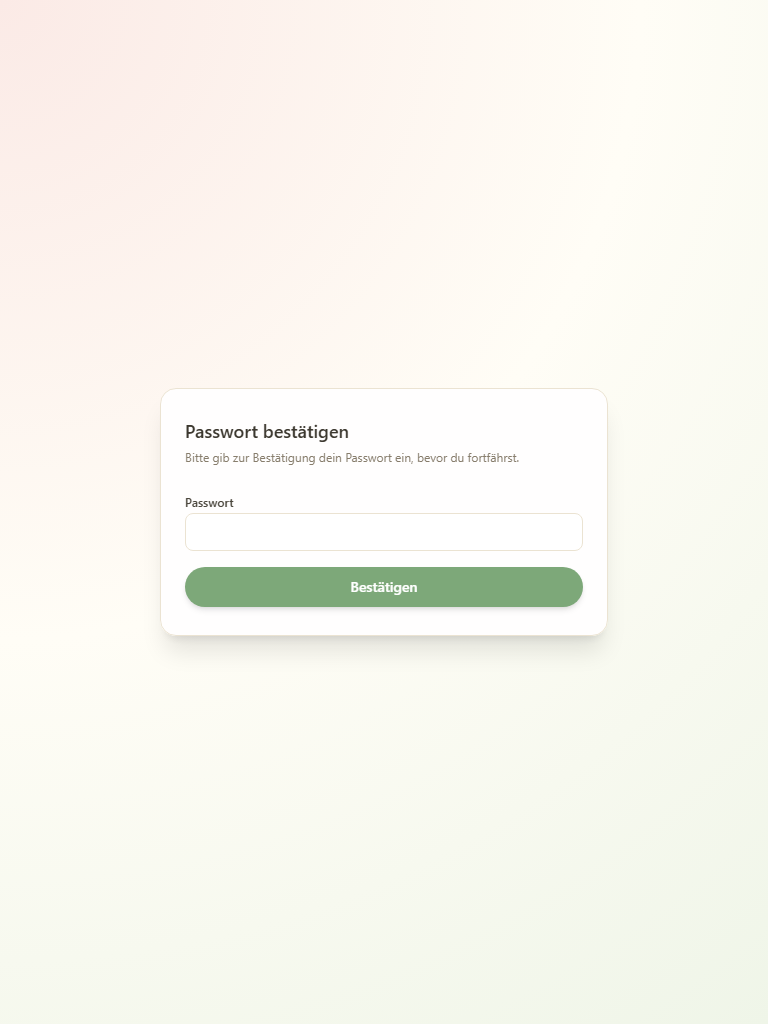 Passwort bestätigen
Bitte gib zur Bestätigung dein Passwort ein, bevor du fortfährst.
Passwort
Bestätigen